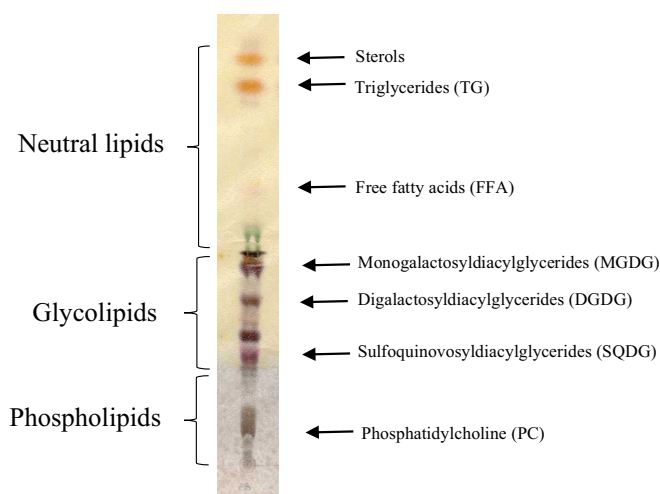 Sterols
Triglycerides (TG)
Neutral lipids
Free fatty acids (FFA)
Monogalactosyldiacylglycerides (MGDG)
Digalactosyldiacylglycerides (DGDG)
Glycolipids
Sulfoquinovosyldiacylglycerides (SQDG)
Phospholipids
Phosphatidylcholine (PC)